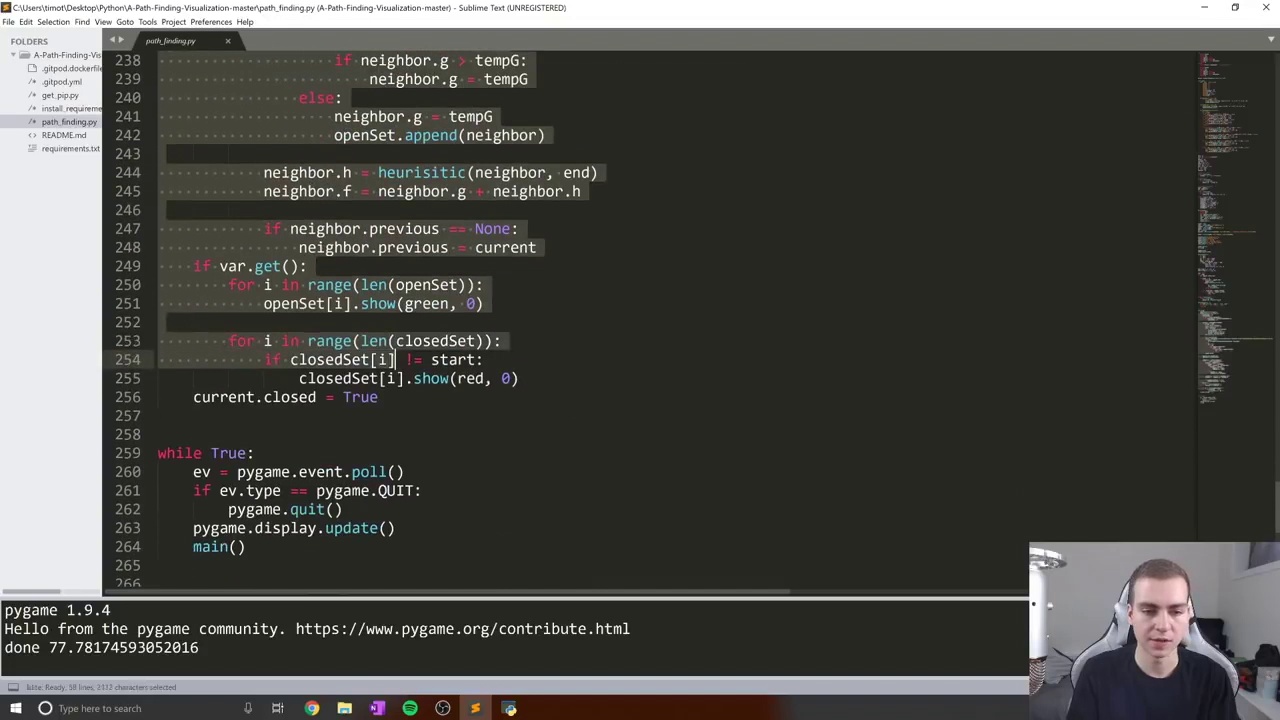 C:\Users\timot\Desktop\Python\A-Path-Finding-Visualization-master\path_finding.py (A-Path-Finding-Visualization-master) - Sublime Text (UNREGISTERED)
File Edit Selection Find View Goto Tools Project Preferences Help
FOLDERS
A-Path-Finding-Vis
.gitpod.dockerfile
.gitpod.yml
get_pip.py
install_requireme
path_finding.py
README.md
requirements.txt
path_finding.py
238 if neighbor.g > tempG:
239 neighbor.g = tempG
240 else:
241 neighbor.g = tempG
242 openSet.append(neighbor)
243
244 neighbor.h = heurisitic(neighbor, end)
245 neighbor.f = neighbor.g + neighbor.h
246
247 if neighbor.previous == None:
248 neighbor.previous = current
249 if var.get():
250 for i in range(len(openSet)):
251 openSet[i].show(green, 0)
252
253 for i in range(len(closedSet)):
254 if closedSet[i] != start:
255 closedSet[i].show(red, 0)
256 current.closed = True
257
258
259 while True:
260 ev = pygame.event.poll()
261 if ev.type == pygame.QUIT:
262 pygame.quit()
263 pygame.display.update()
264 main()
265
266
pygame 1.9.4
Hello from the pygame community. https://www.pygame.org/contribute.html
done 77.78174593052016
Kite: Ready; 58 lines, 2112 characters selected
Type here to search